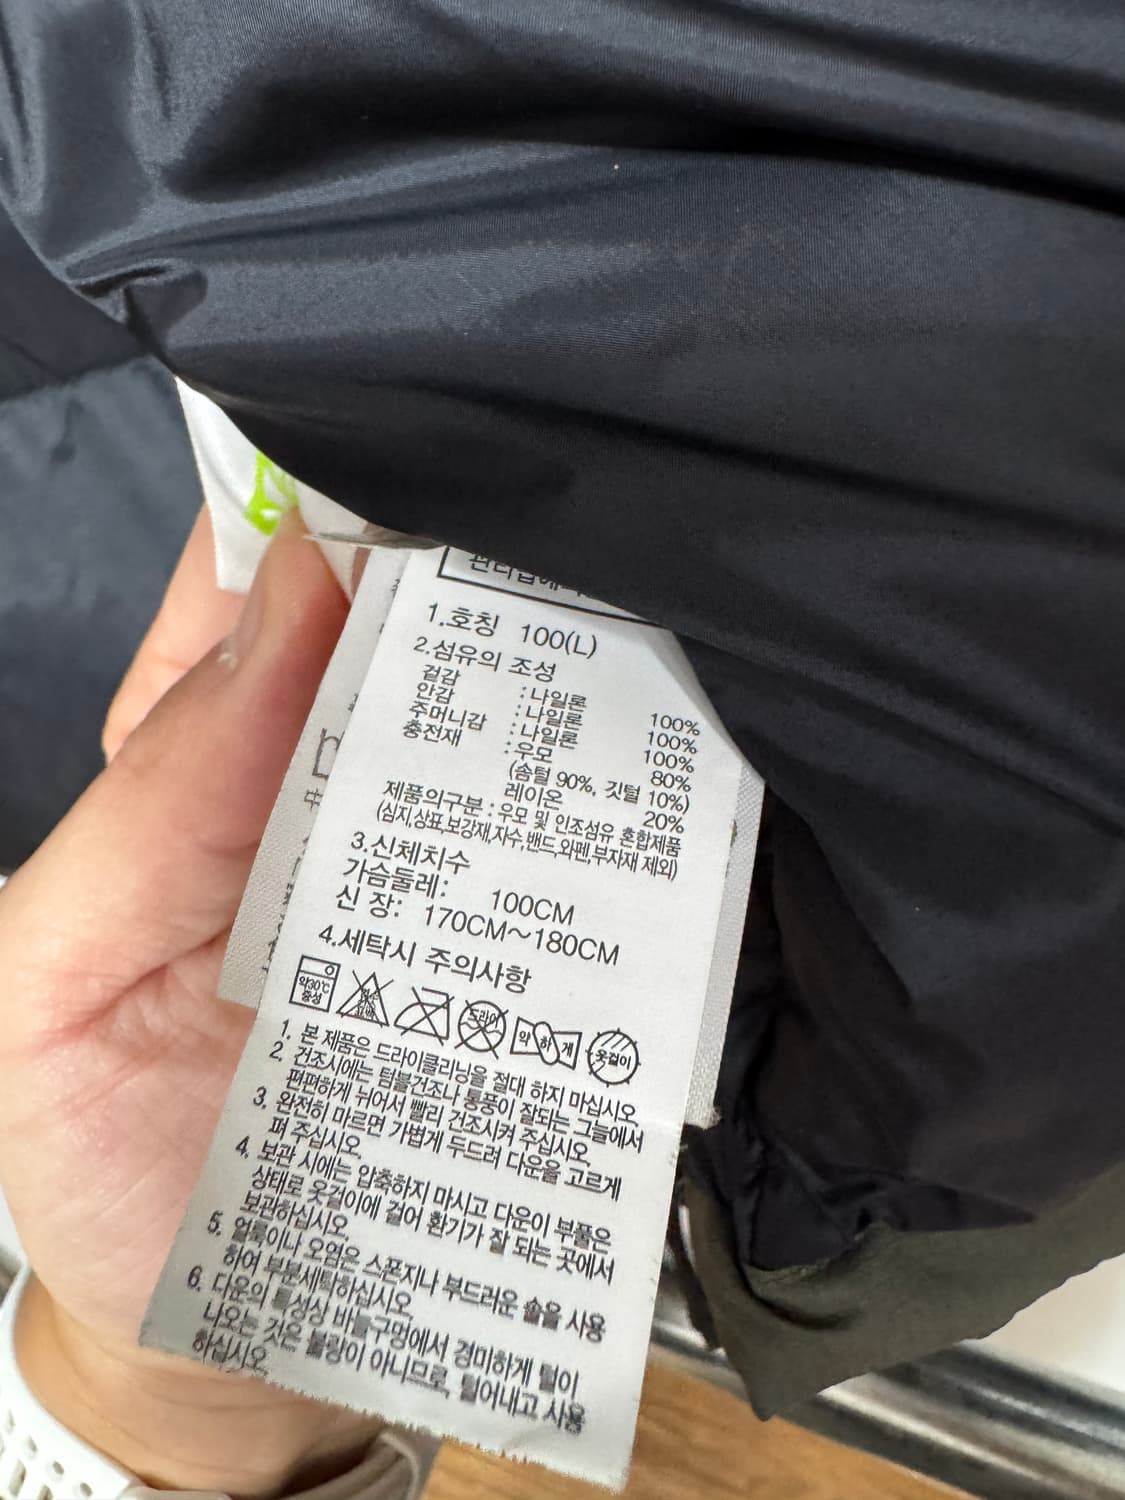 1.호칭 100(L)
2.섬유의 조성
겉감 : 나일론 100%
안감 : 나일론 100%
주머니감 : 나일론 100%
충전재 : 우모 80%
(솜털 90%, 깃털 10%)
레이온 20%
제품의구분 : 우모 및 인조섬유 혼합제품
(심지,상표,보강재,자수,밴드,와펜,부자재 제외)
3.신체치수
가슴둘레: 100CM
신 장: 170CM~180CM
4.세탁시 주의사항
약30℃
중성
드라이
약 하 게
옷걸이
1. 본 제품은 드라이클리닝을 절대 하지 마십시오.
2. 건조시에는 텀블건조나 통풍이 잘되는 그늘에서
편편하게 뉘어서 빨리 건조시켜 주십시오.
3. 완전히 마르면 가볍게 두드려 다운을 고르게
펴 주십시오.
4. 보관 시에는 압축하지 마시고 다운이 부품은
상태로 옷걸이에 걸어 환기가 잘 되는 곳에서
보관하십시오.
5. 얼룩이나 오염은 스폰지나 부드러운 솔을 사용
하여 부분세탁하십시오.
6. 다운의 특성상 바늘구멍에서 경미하게 털이
나오는 것은 불량이 아니므로, 털어내고 사용
하십시오.